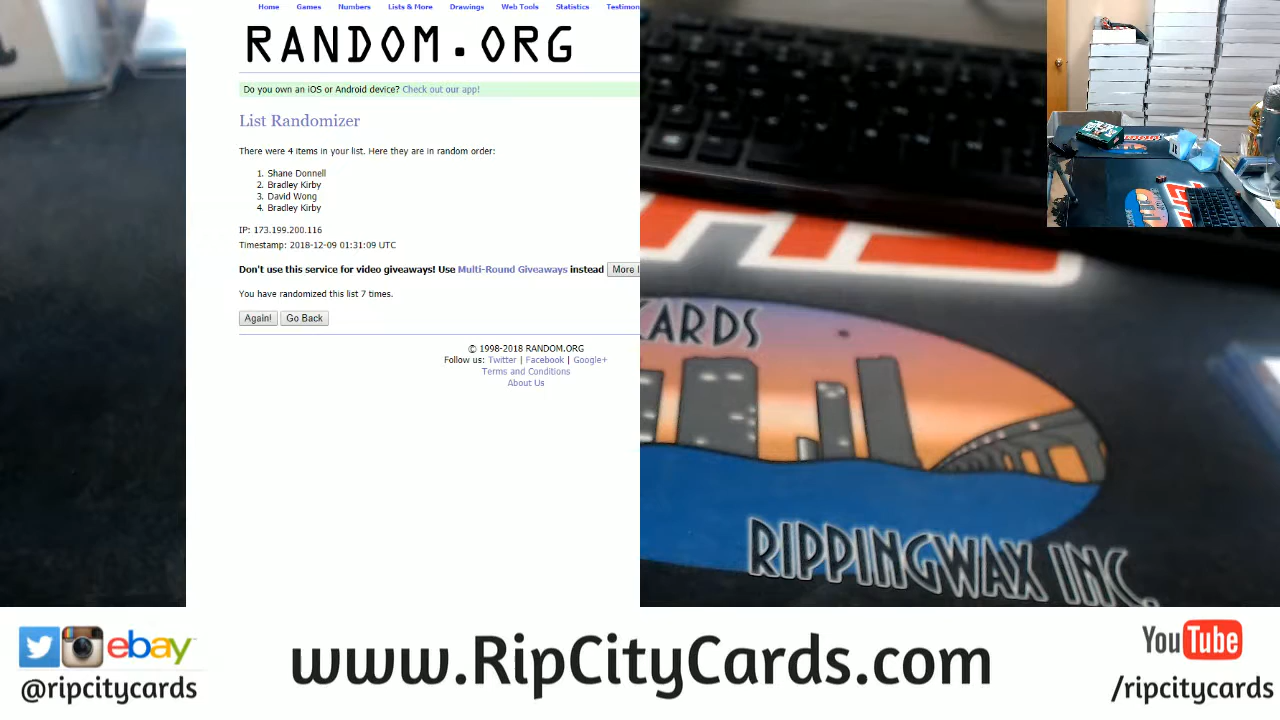 Home Games Numbers Lists & More Drawings Web Tools Statistics Testimon
RANDOM.ORG
Do you own an iOS or Android device? Check out our app!
List Randomizer
There were 4 items in your list. Here they are in random order:
1. Shane Donnell
2. Bradley Kirby
3. David Wong
4. Bradley Kirby
IP: 173.199.200.116
Timestamp: 2018-12-09 01:31:09 UTC
Don't use this service for video giveaways! Use Multi-Round Giveaways instead More I
You have randomized this list 7 times.
Again! Go Back
© 1998-2018 RANDOM.ORG
Follow us: Twitter | Facebook | Google+
Terms and Conditions
About Us
CARDS
RIPPINGWAX INC.
ebay
@ripcitycards
www.RipCityCards.com
YouTube
/ripcitycards